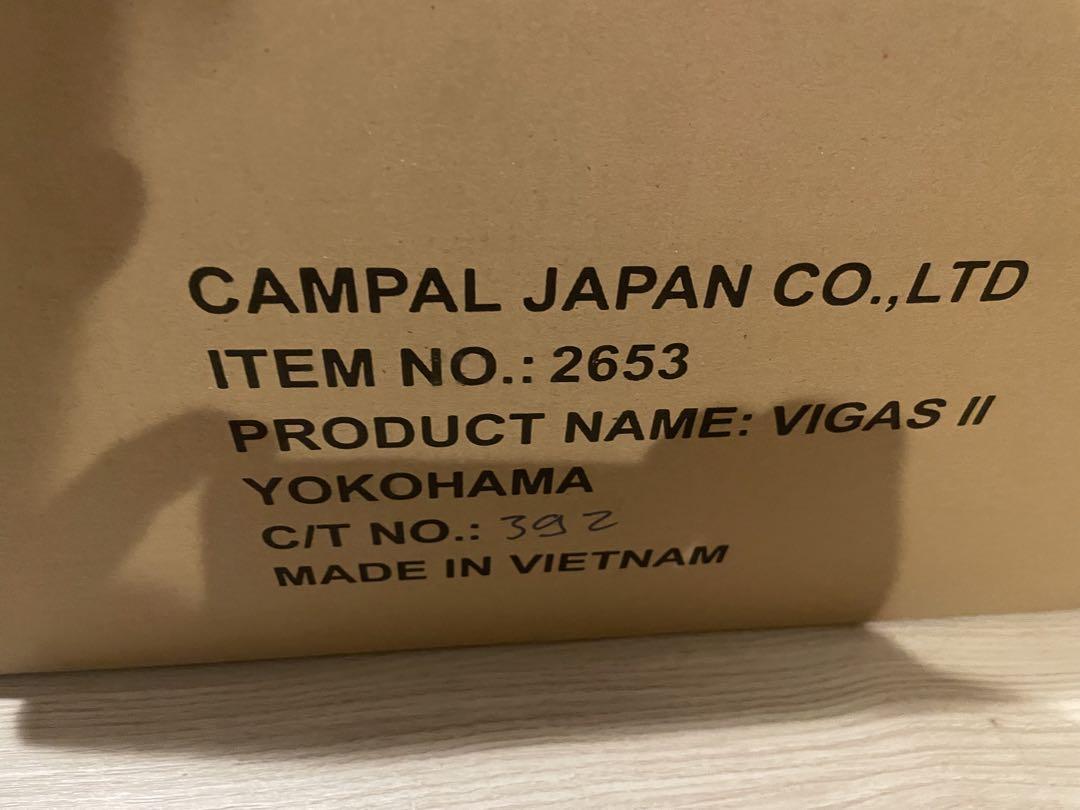 CAMPAL JAPAN CO.,LTD
ITEM NO.: 2653
PRODUCT NAME: VIGAS II
YOKOHAMA
C/T NO.: 392
MADE IN VIETNAM